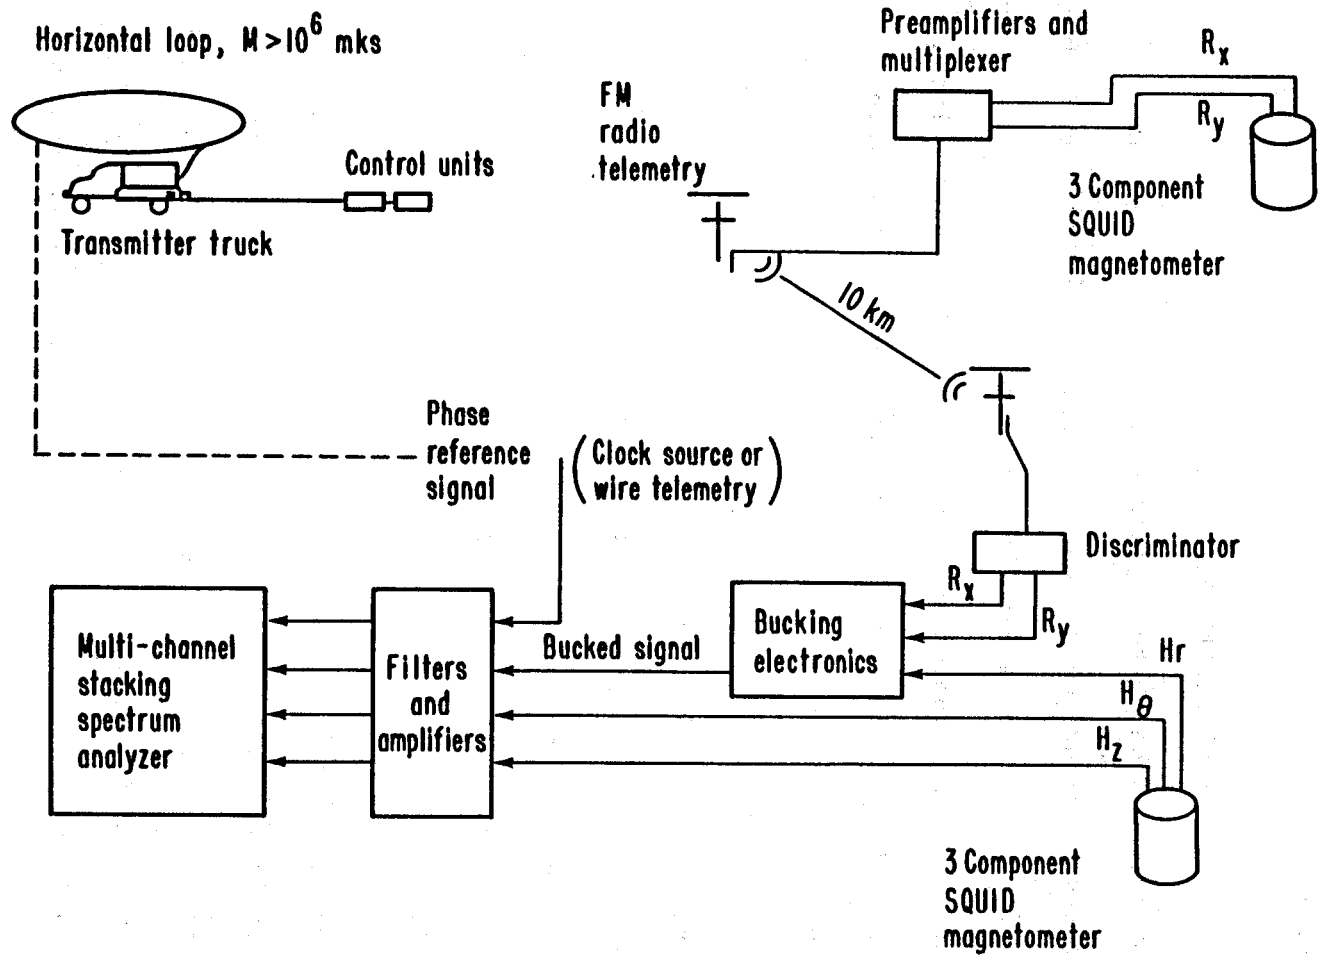 Horizontal loop, M>10⁶ mks
Transmitter truck
Control units
FM
radio
telemetry
Preamplifiers and
multiplexer
Rx
Ry
3 Component
SQUID
magnetometer
10 km
Phase
reference
signal
(Clock source or
wire telemetry)
Discriminator
Rx
Ry
Bucking
electronics
Bucked signal
Hr
Hθ
Hz
Filters
and
amplifiers
Multi-channel
stacking
spectrum
analyzer
3 Component
SQUID
magnetometer